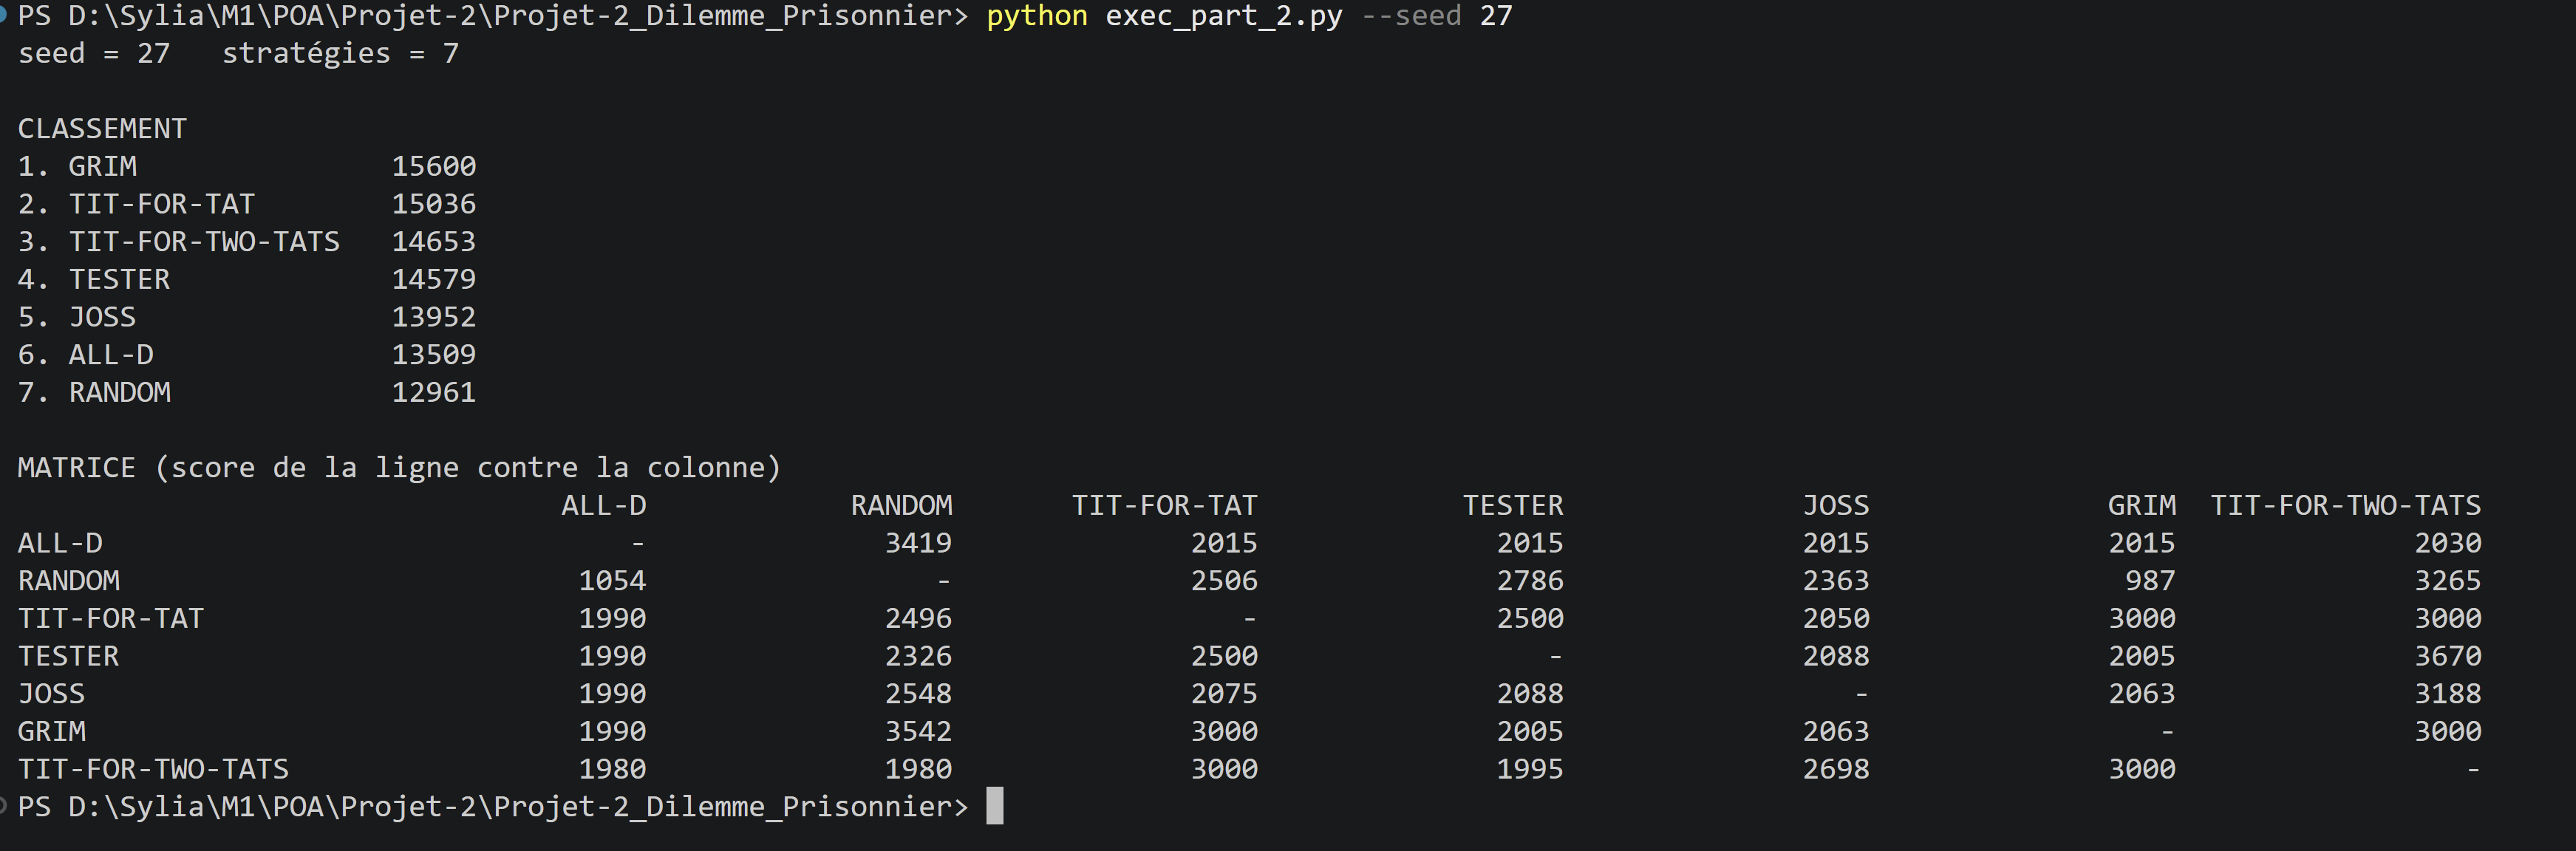 PS D:\Sylia\M1\POA\Projet-2\Projet-2_Dilemme_Prisonnier> python exec_part_2.py --seed 27
seed = 27   stratégies = 7
CLASSEMENT
1. GRIM               15600
2. TIT-FOR-TAT        15036
3. TIT-FOR-TWO-TATS   14653
4. TESTER             14579
5. JOSS               13952
6. ALL-D              13509
7. RANDOM             12961
MATRICE (score de la ligne contre la colonne)
ALL-D RANDOM TIT-FOR-TAT TESTER JOSS GRIM TIT-FOR-TWO-TATS
ALL-D - 3419 2015 2015 2015 2015 2030
RANDOM 1054 - 2506 2786 2363 987 3265
TIT-FOR-TAT 1990 2496 - 2500 2050 3000 3000
TESTER 1990 2326 2500 - 2088 2005 3670
JOSS 1990 2548 2075 2088 - 2063 3188
GRIM 1990 3542 3000 2005 2063 - 3000
TIT-FOR-TWO-TATS 1980 1980 3000 1995 2698 3000 -
PS D:\Sylia\M1\POA\Projet-2\Projet-2_Dilemme_Prisonnier>